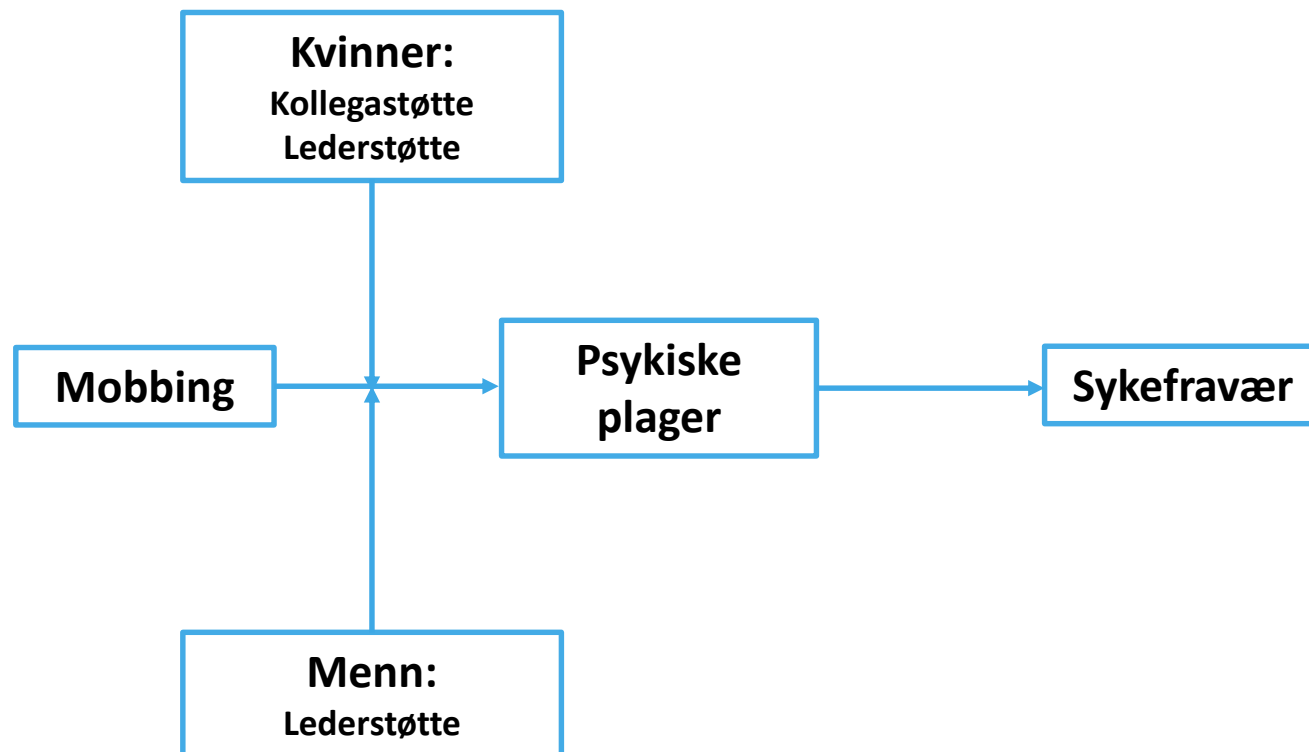 Kvinner:
Kollegastøtte
Lederstøtte
Mobbing
Psykiske
plager
Sykefravær
Menn:
Lederstøtte